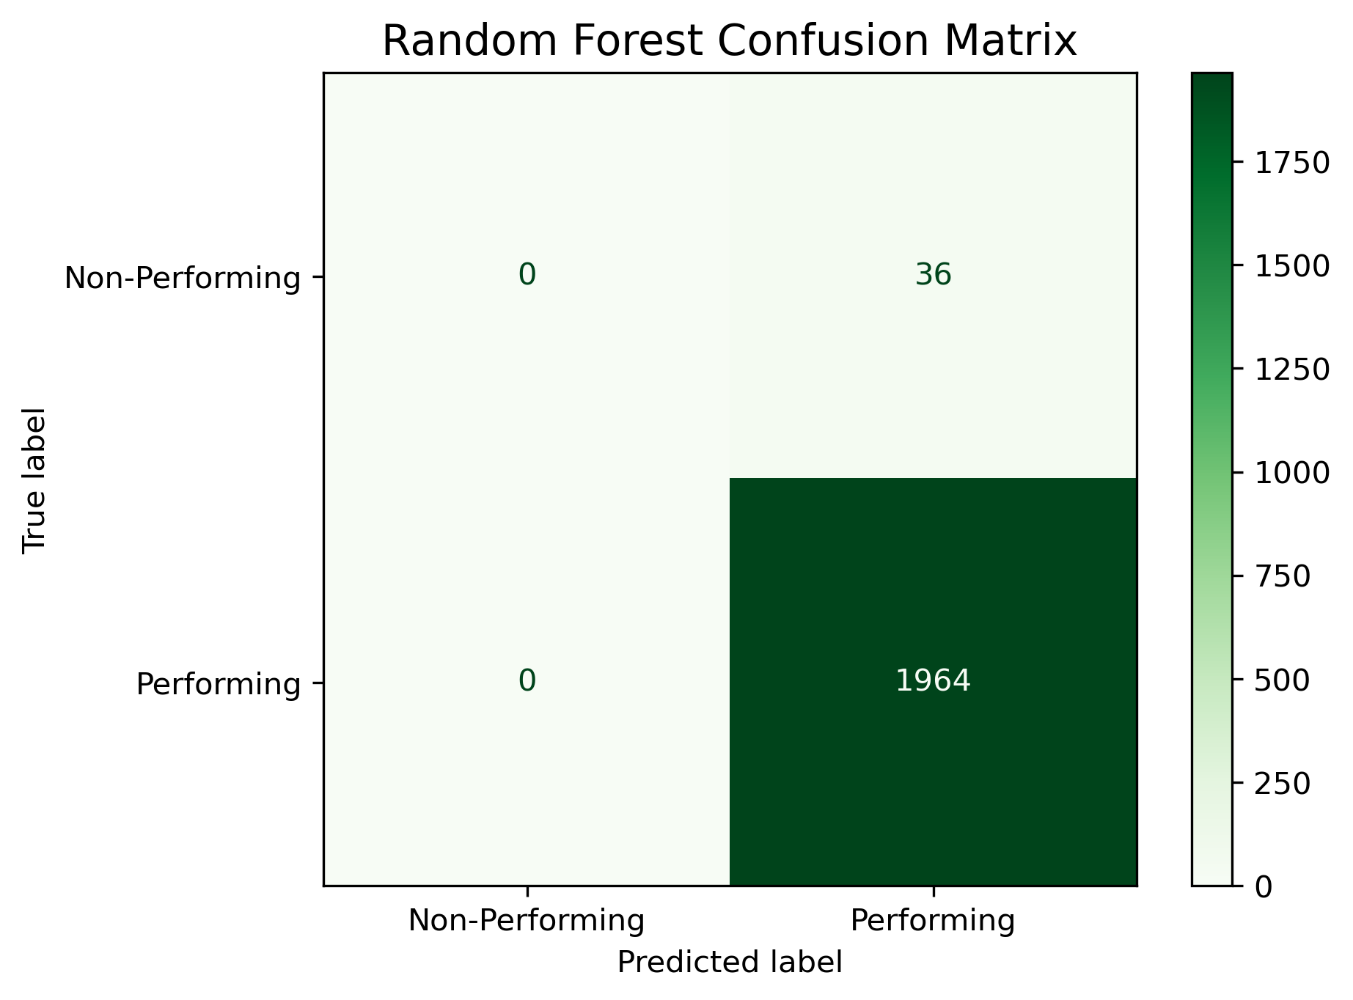 Random Forest Confusion Matrix
True label
Non-Performing
Performing
0
36
0
1964
Non-Performing
Performing
Predicted label
1750
1500
1250
1000
750
500
250
0